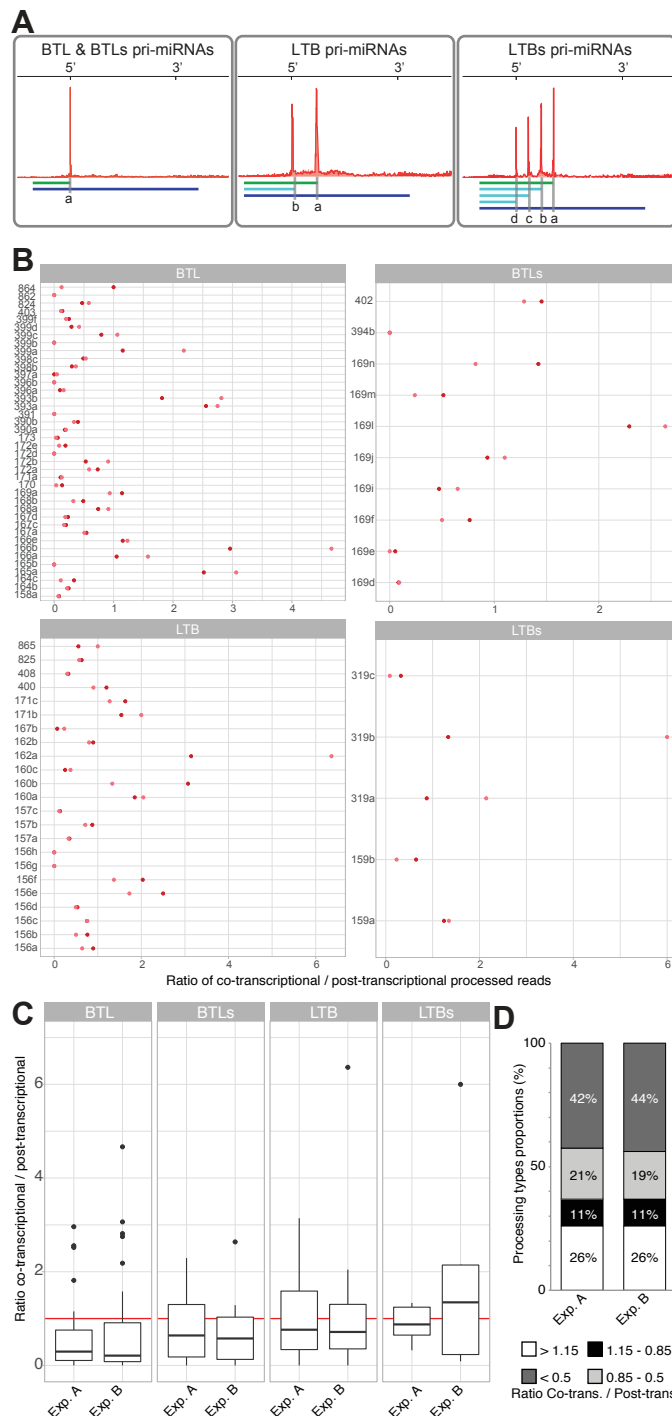 A
BTL & BTLs pri-miRNAs
5' 3'
a
LTB pri-miRNAs
5' 3'
b a
LTBs pri-miRNAs
5' 3'
d c b a
B
BTL
864
862
824
403
399f
399d
399c
399b
399a
398c
398b
397a
396b
396a
393b
393a
391
390b
390a
173
172e
172d
172b
172a
171a
170
169a
168b
168a
167d
167c
167a
166e
166b
166a
165b
165a
164c
164b
158a
0 1 2 3 4
BTLs
402
394b
169n
169m
169l
169j
169i
169f
169e
169d
0 1 2
LTB
865
825
408
400
171c
171b
167b
162b
162a
160c
160b
160a
157c
157b
157a
156h
156g
156f
156e
156d
156c
156b
156a
0 2 4 6
LTBs
319c
319b
319a
159b
159a
0 2 4 6
Ratio of co-transcriptional / post-transcriptional processed reads
C
BTL BTLs LTB LTBs
Ratio co-transcriptional / post-transcriptional
6
4
2
0
Exp. A Exp. B Exp. A Exp. B Exp. A Exp. B Exp. A Exp. B
D
Processing types proportions (%)
100
50
0
42% 44%
21% 19%
11% 11%
26% 26%
Exp. A Exp. B
> 1.15 1.15 - 0.85
< 0.5 0.85 - 0.5
Ratio Co-trans. / Post-trans